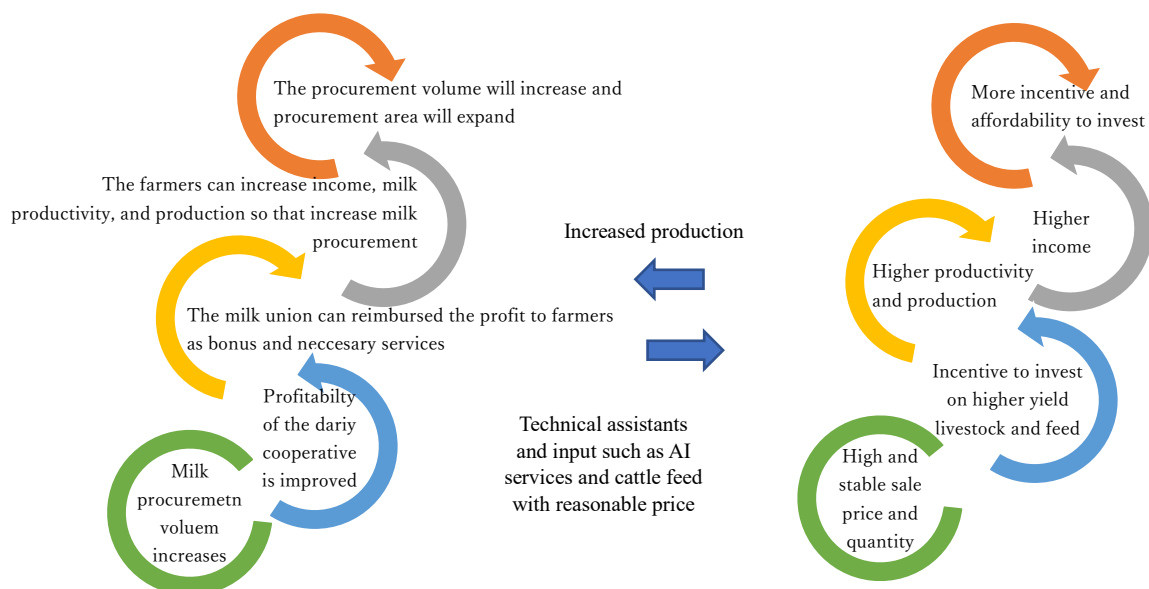 The procurement volume will increase and
procurement area will expand
The farmers can increase income, milk
productivity, and production so that increase milk
procurement
The milk union can reimbursed the profit to farmers
as bonus and neccesary services
Profitabilty
of the dariy
cooperative
is improved
Milk
procuremetn
voluem
increases
Increased production
Technical assistants
and input such as AI
services and cattle feed
with reasonable price
More incentive and
affordability to invest
Higher
income
Higher productivity
and production
Incentive to invest
on higher yield
livestock and feed
High and
stable sale
price and
quantity